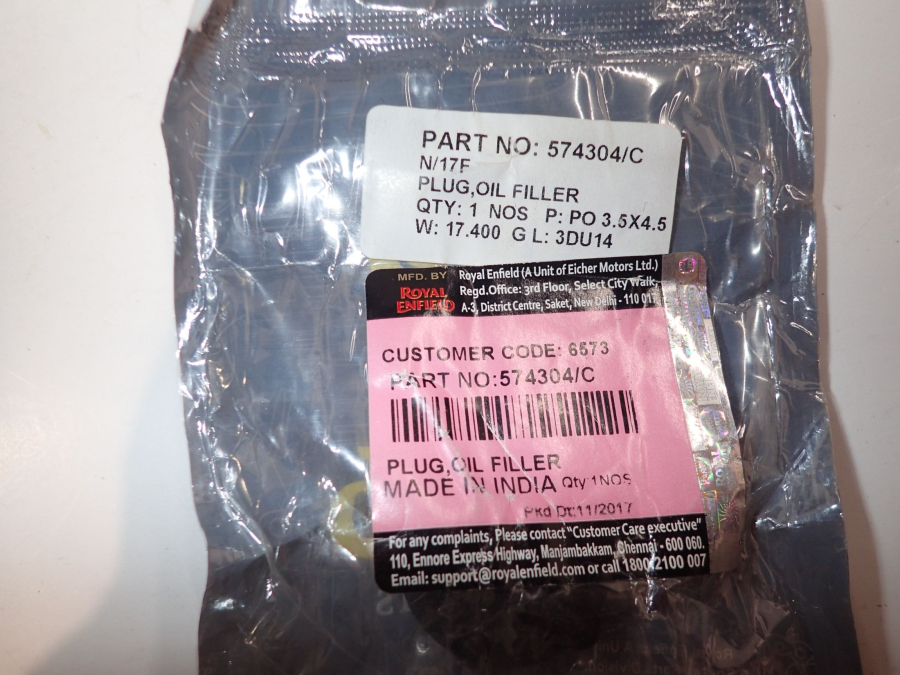 PART NO: 574304/C
N/17F
PLUG,OIL FILLER
QTY: 1 NOS P: PO 3.5X4.5
W: 17.400 G L: 3DU14
MFD. BY
ROYAL
ENFIELD
Royal Enfield (A Unit of Eicher Motors Ltd.)
Regd.Office: 3rd Floor, Select City Walk,
A-3, District Centre, Saket, New Delhi - 110 017
CUSTOMER CODE: 6573
PART NO:574304/C
PLUG,OIL FILLER
MADE IN INDIA Qty 1NOS
Pkd Dt:11/2017
For any complaints, Please contact "Customer Care executive"
110, Ennore Express Highway, Manjambakkam, Chennai - 600 060.
Email: support@royalenfield.com or call 1800 2100 007